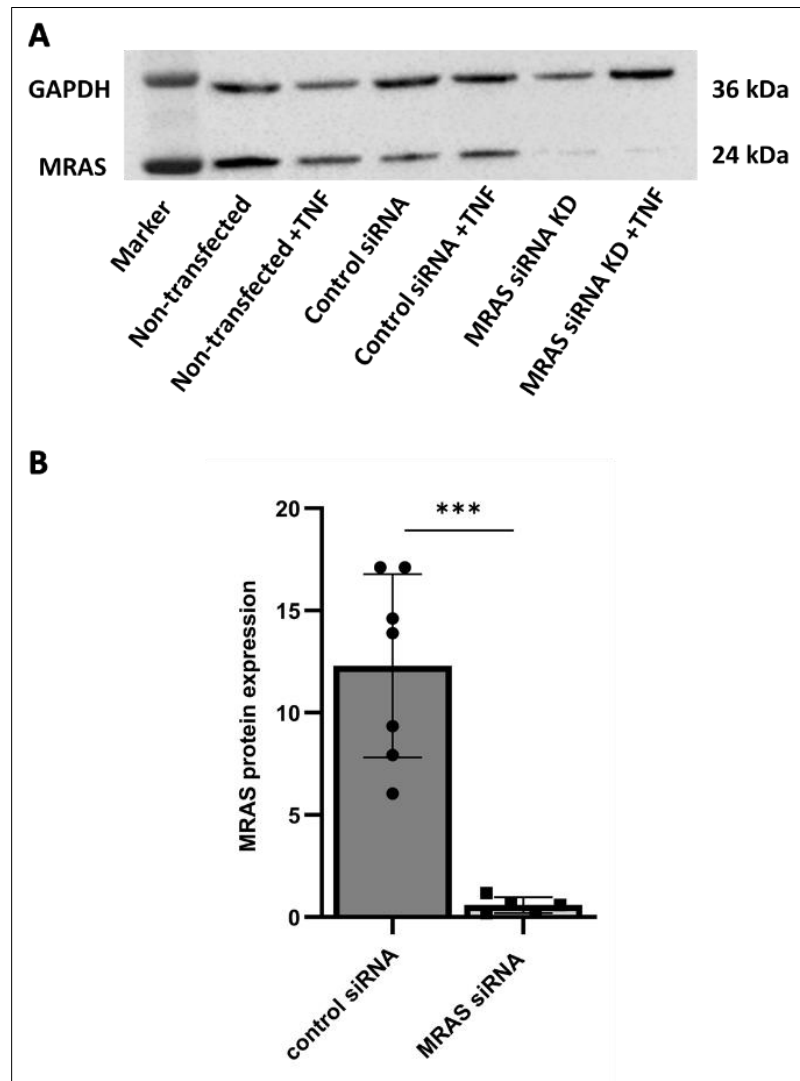 A
GAPDH
36 kDa
MRAS
24 kDa
Marker
Non-transfected
Non-transfected +TNF
Control siRNA
Control siRNA +TNF
MRAS siRNA KD
MRAS siRNA KD +TNF
B
20
***
15
10
5
0
MRAS protein expression
control siRNA
MRAS siRNA